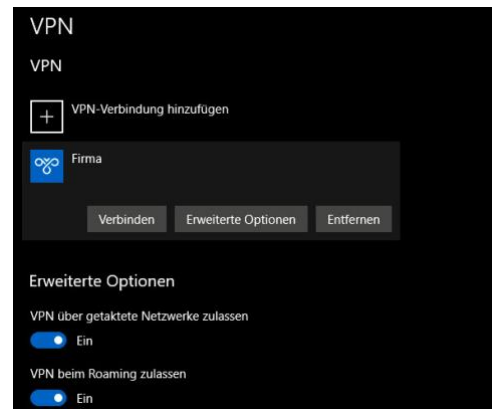 VPN
VPN
VPN-Verbindung hinzufügen
Firma
Verbinden Erweiterte Optionen Entfernen
Erweiterte Optionen
VPN über getaktete Netzwerke zulassen
Ein
VPN beim Roaming zulassen
Ein